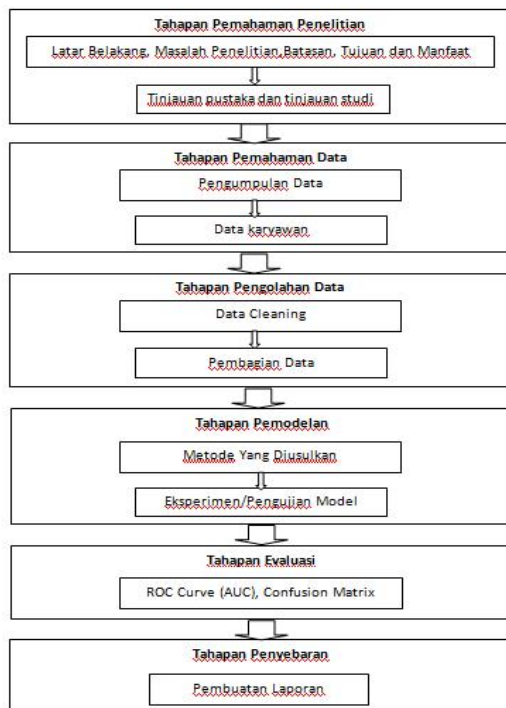 Tahapan Pemahaman Penelitian
Latar Belakang, Masalah Penelitian,Batasan, Tujuan dan Manfaat
Tinjauan pustaka dan tinjauan studi
Tahapan Pemahaman Data
Pengumpulan Data
Data karyawan
Tahapan Pengolahan Data
Data Cleaning
Pembagian Data
Tahapan Pemodelan
Metode Yang Diusulkan
Eksperimen/Pengujian Model
Tahapan Evaluasi
ROC Curve (AUC), Confusion Matrix
Tahapan Penyebaran
Pembuatan Laporan